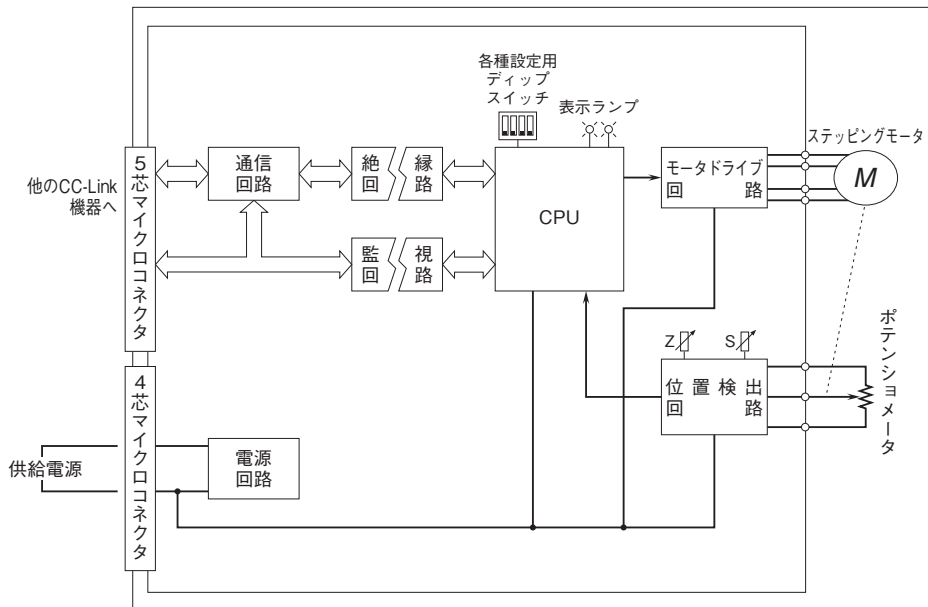 各種設定用
ディップ
スイッチ
表示ランプ
ステッピングモータ
5芯マイクロコネクタ
通信
回路
絶縁
回路
CPU
モータドライブ
回路
M
他のCC-Link
機器へ
監視
回路
ポテンショメータ
Z
S
位置検出
回路
4芯マイクロコネクタ
供給電源
電源
回路